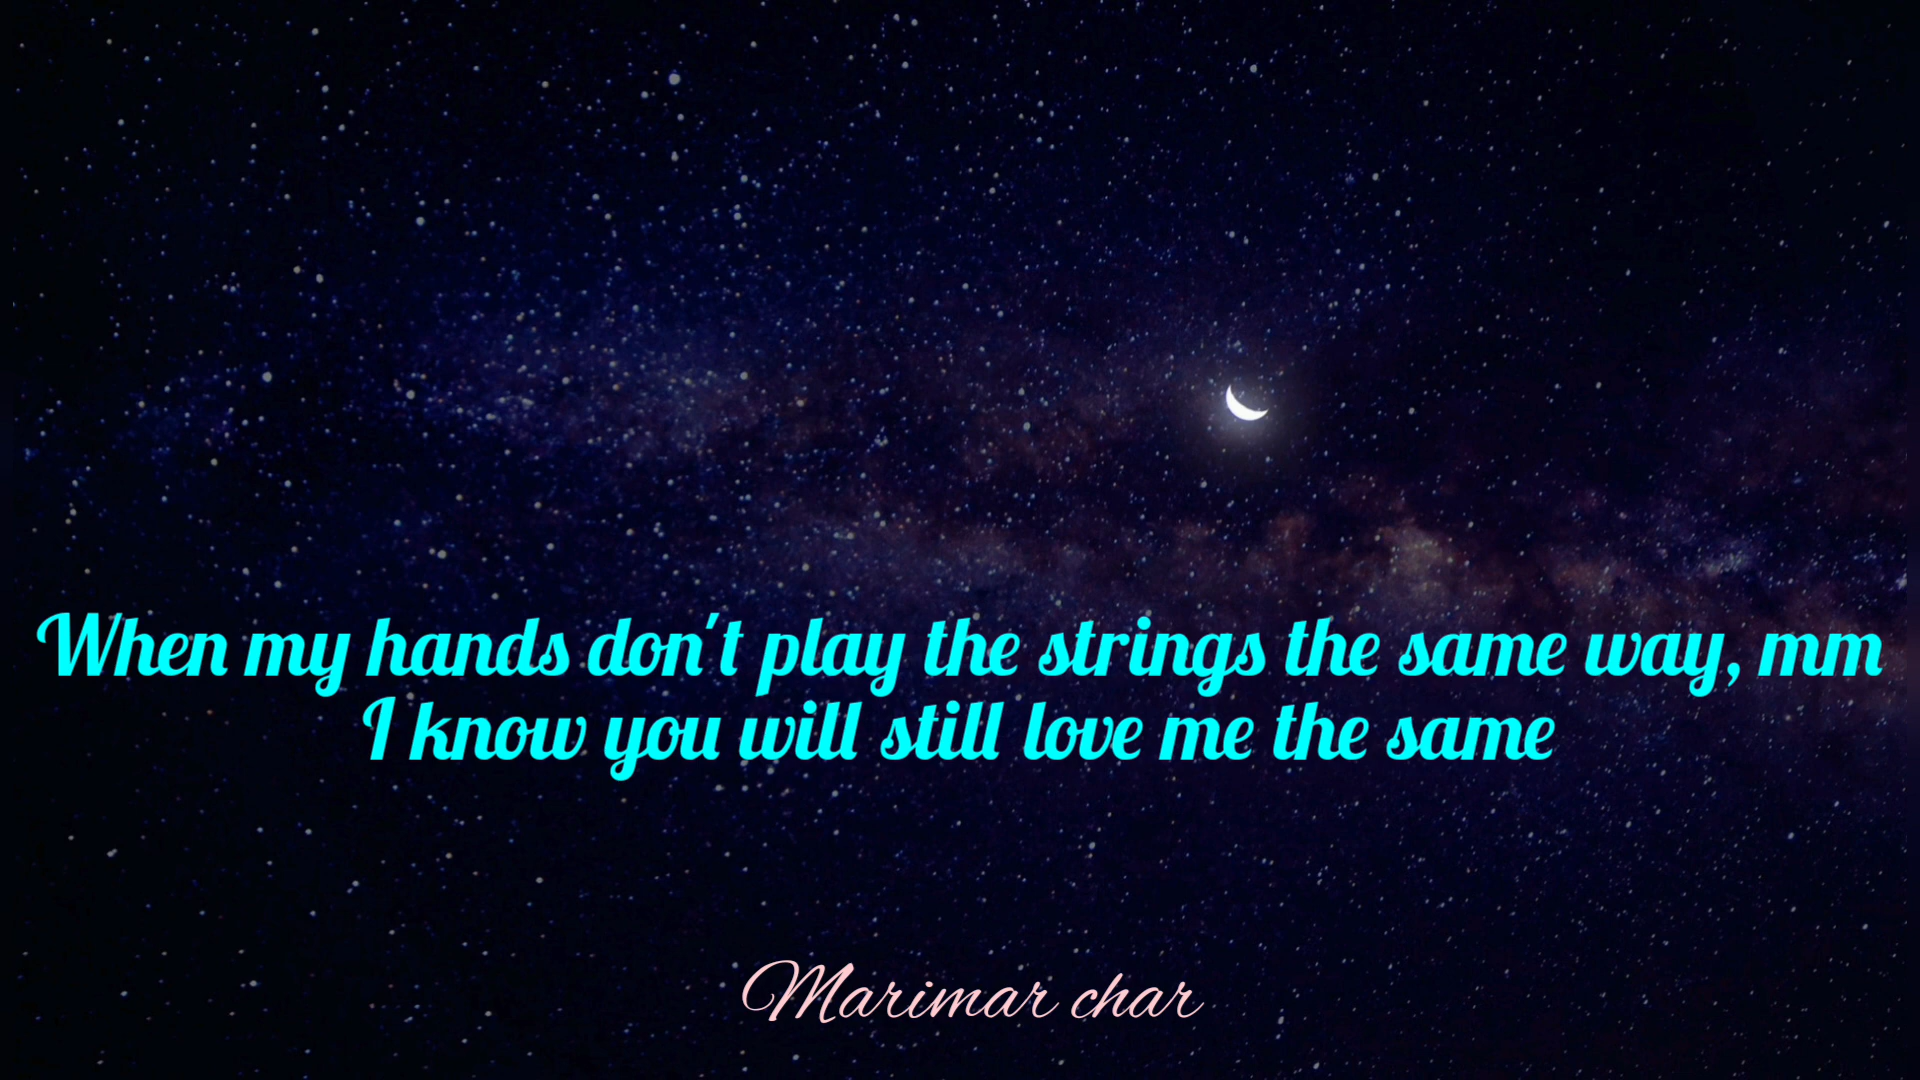 When my hands don't play the strings the same way, mm
I know you will still love me the same
Marimar char